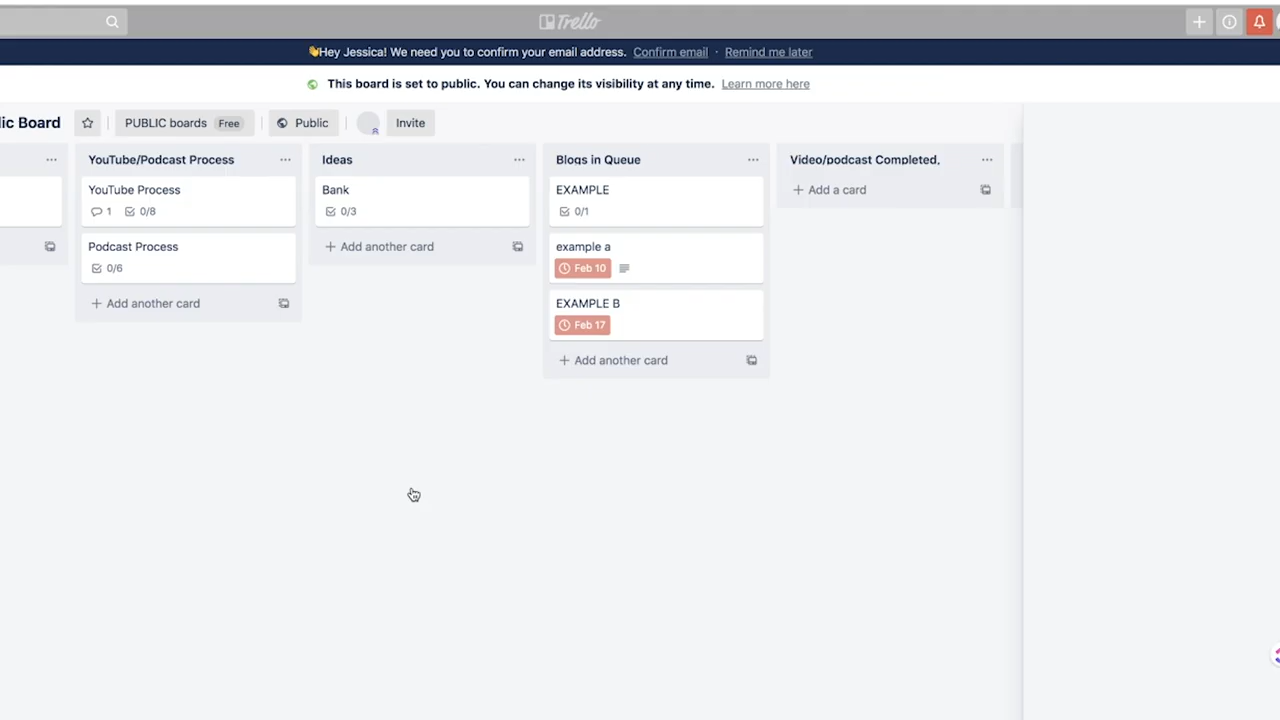 Trello
👋Hey Jessica! We need you to confirm your email address. Confirm email · Remind me later
This board is set to public. You can change its visibility at any time. Learn more here
lic Board
PUBLIC boards Free
Public
Invite
YouTube/Podcast Process
YouTube Process
1 0/8
Podcast Process
0/6
+ Add another card
Ideas
Bank
0/3
+ Add another card
Blogs in Queue
EXAMPLE
0/1
example a
Feb 10
EXAMPLE B
Feb 17
+ Add another card
Video/podcast Completed,
+ Add a card